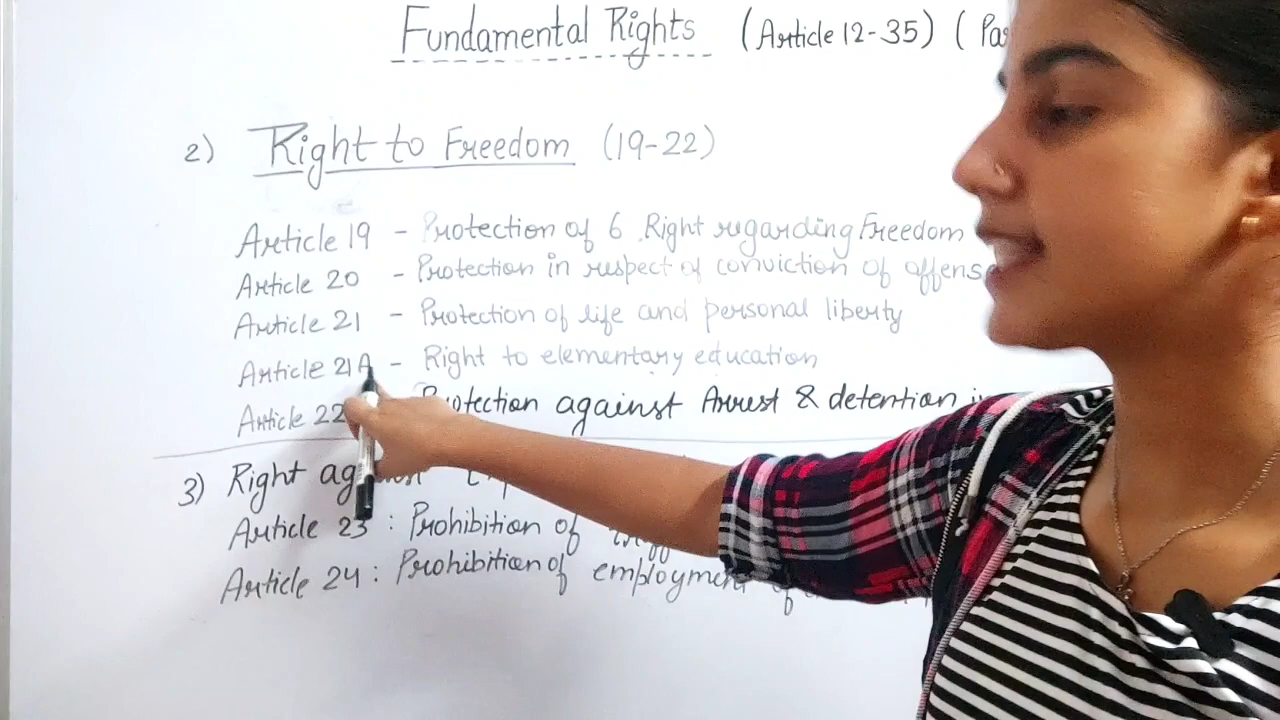 Fundamental Rights (Article 12-35) (
2) Right to Freedom (19-22)
Article 19 - Protection of 6 Right regarding Freedom
Article 20 - Protection in respect of conviction of offens
Article 21 - Protection of life and personal liberty
Article 21A - Right to elementary education
Article 22 Protection against Arrest & detention
3) Right
Article 23 : Prohibition of
Article 24 : Prohibition of employment